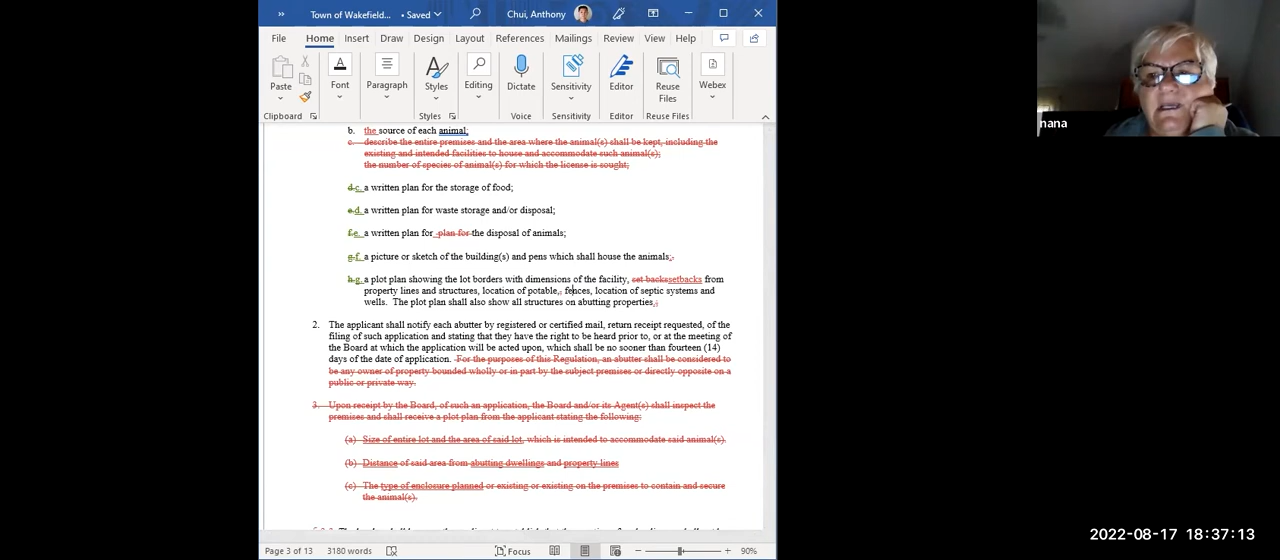 Town of Wakefield... • Saved
Chui, Anthony
File Home Insert Draw Design Layout References Mailings Review View Help
Paste
Font
Paragraph
Styles
Editing
Dictate
Sensitivity
Editor
Reuse
Files
Webex
Clipboard
Styles
Voice
Sensitivity
Editor
Reuse Files
Webex
b. the source of each animal;
c. describe the entire premises and the area where the animal(s) shall be kept, including the
existing and intended facilities to house and accommodate such animal(s);
the number of species of animal(s) for which the license is sought;
d.c. a written plan for the storage of food;
e.d. a written plan for waste storage and/or disposal;
f.e. a written plan for plan for the disposal of animals;
g.f. a picture or sketch of the building(s) and pens which shall house the animals;.
h.g. a plot plan showing the lot borders with dimensions of the facility, set backssetbacks from
property lines and structures, location of potable,. fences, location of septic systems and
wells. The plot plan shall also show all structures on abutting properties.;
2. The applicant shall notify each abutter by registered or certified mail, return receipt requested, of the
filing of such application and stating that they have the right to be heard prior to, or at the meeting of
the Board at which the application will be acted upon, which shall be no sooner than fourteen (14)
days of the date of application. For the purposes of this Regulation, an abutter shall be considered to
be any owner of property bounded wholly or in part by the subject premises or directly opposite on a
public or private way.
3. Upon receipt by the Board, of such an application, the Board and/or its Agent(s) shall inspect the
premises and shall receive a plot plan from the applicant stating the following:
(a) Size of entire lot and the area of said lot, which is intended to accommodate said animal(s).
(b) Distance of said area from abutting dwellings and property lines
(c) The type of enclosure planned or existing or existing on the premises to contain and secure
the animal(s).
Page 3 of 13 3180 words
Focus
90%
nana
2022-08-17 18:37:13